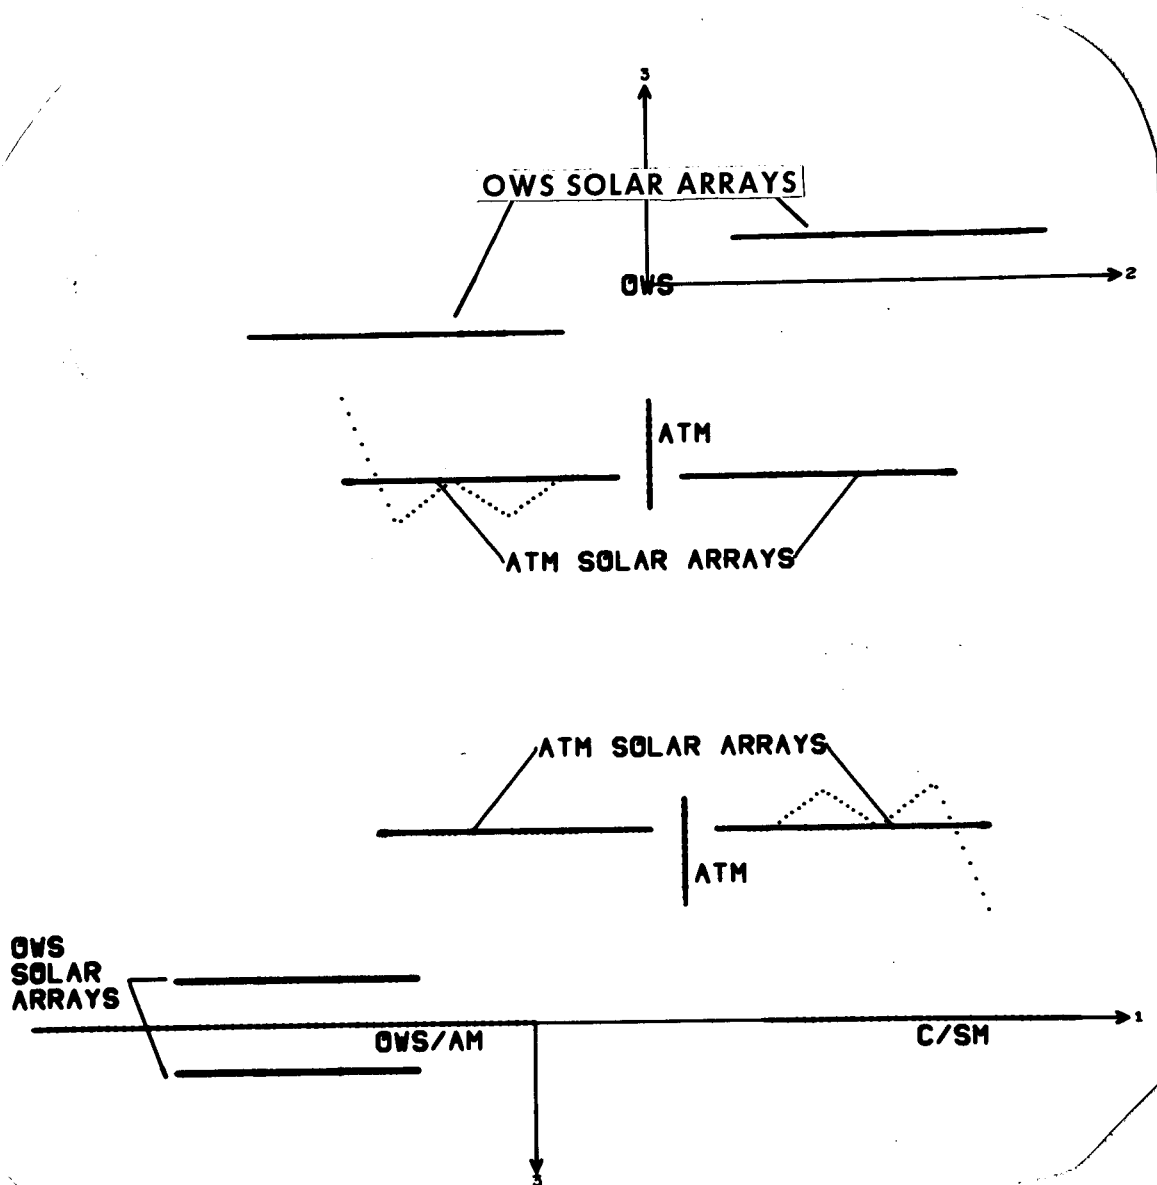 3
OWS SOLAR ARRAYS
2
OWS
ATM
ATM SOLAR ARRAYS
ATM SOLAR ARRAYS
ATM
OWS
SOLAR
ARRAYS
1
OWS/AM
C/SM
3